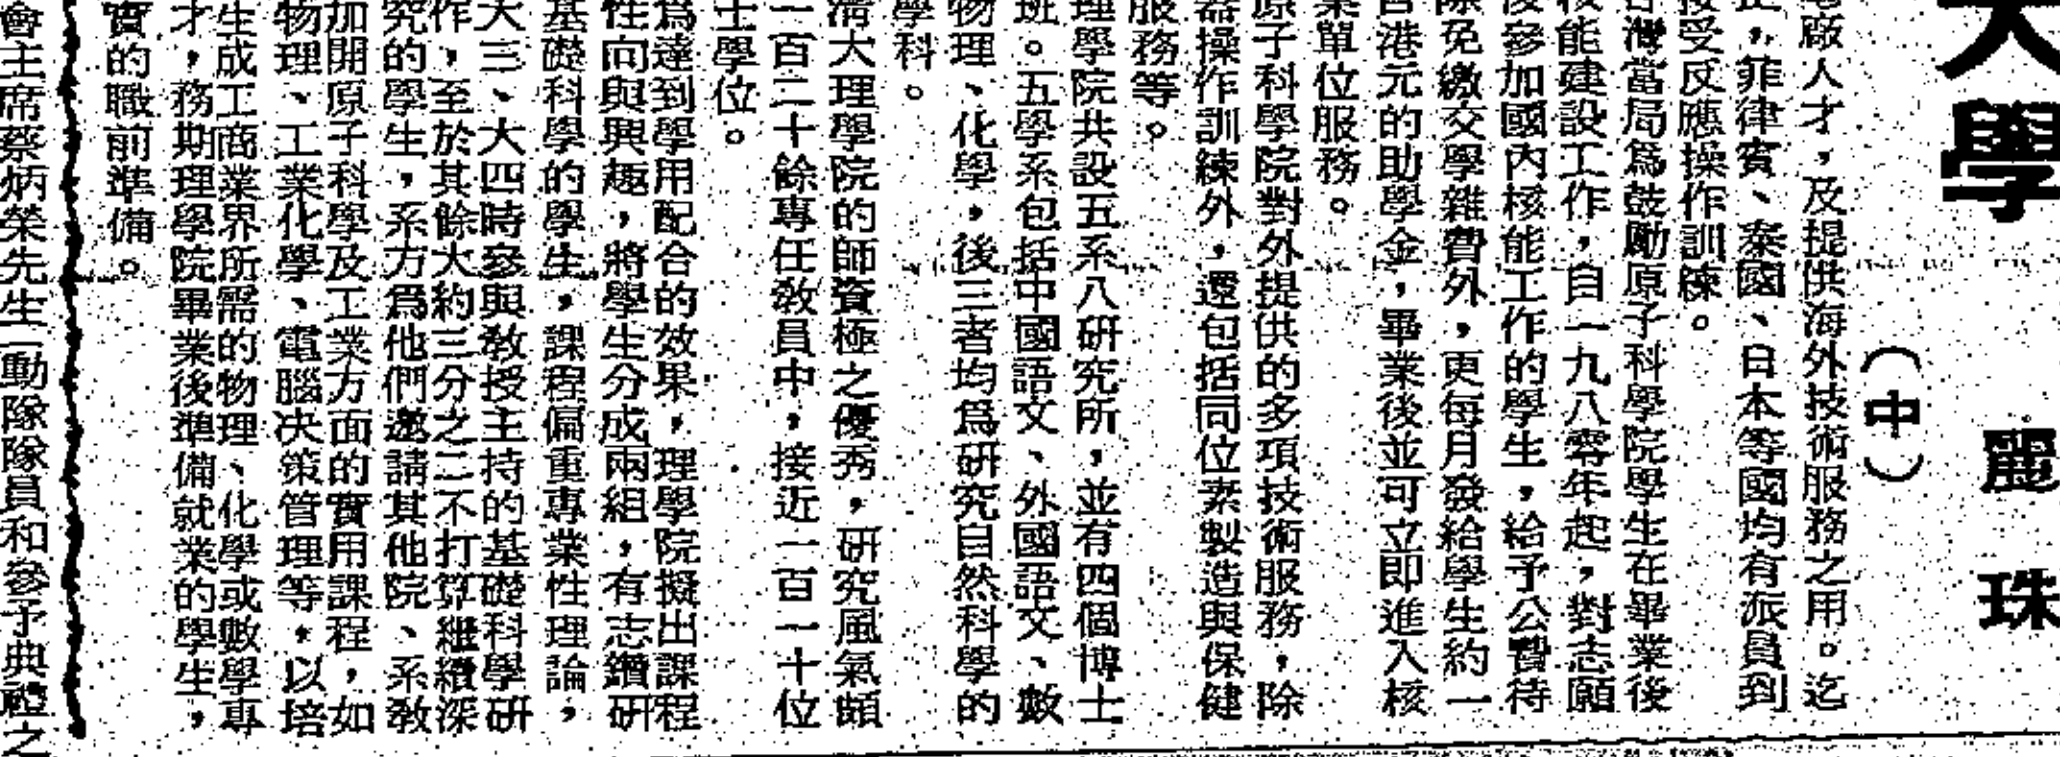 大學
麗珠
（中）
電廠人才，及提供海外技術服務之用。迄
，菲律賓、泰國、日本等國均有派員到
接受反應操作訓練。
台灣當局爲鼓勵原子科學院學生在畢業後
核能建設工作，自一九八零年起，對志願
後參加國內核能工作的學生，給予公費待
除免繳交學雜費外，更每月發給學生約一
百港元的助學金，畢業後並可立即進入核
業單位服務。
原子科學院對外提供的多項技術服務，除
器操作訓練外，還包括同位素製造與保健
服務等。
理學院共設五系八研究所，並有四個博士
班。五學系包括中國語文、外國語文、數
物理、化學，後三者均爲研究自然科學的
學科。
清大理學院的師資極之優秀，研究風氣頗
一百二十餘專任教員中，接近一百一十位
士學位。
爲達到學用配合的效果，理學院擬出課程
性向與興趣，將學生分成兩組，有志鑽研
基礎科學的學生，課程偏重專業性理論，
大三、大四時參與教授主持的基礎科學研
作，至於其餘大約三分之二不打算繼續深
究的學生，系方爲他們邀請其他院、系教
加開原子科學及工業方面的實用課程，如
物理、工業化學、電腦決策管理等，以培
生成工商業界所需的物理、化學或數學專
才，務期理學院畢業後準備就業的學生，
實的職前準備。
會主席蔡炳榮先生 動隊隊員和參予典禮之